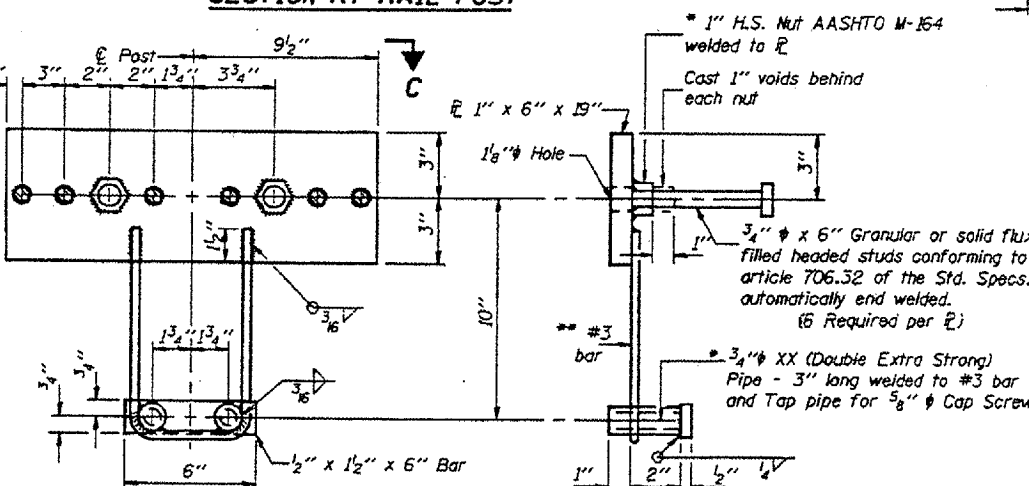 SECTION AT RAIL POST
℄ Post
9½"
C
3"
2"
2"
1¾"
3¾"
3"
3"
1½"
3/16
1¾"
1¾"
¾"
¾"
3/16
6"
½" x 1½" x 6" Bar
10"
* 1" H.S. Nut AASHTO M-164
welded to ⅊
Cast 1" voids behind
each nut
⅊ 1" x 6" x 19"
1⅛"ϕ Hole
3"
1"
¾" ϕ x 6" Granular or solid flux
filled headed studs conforming to
article 706.32 of the Std. Specs.
automatically end welded.
(6 Required per ⅊)
** #3
bar
* ¾"ϕ XX (Double Extra Strong)
Pipe - 3" long welded to #3 bar
and Tap pipe for ⅝" ϕ Cap Screw
1"
2"
½"
¼